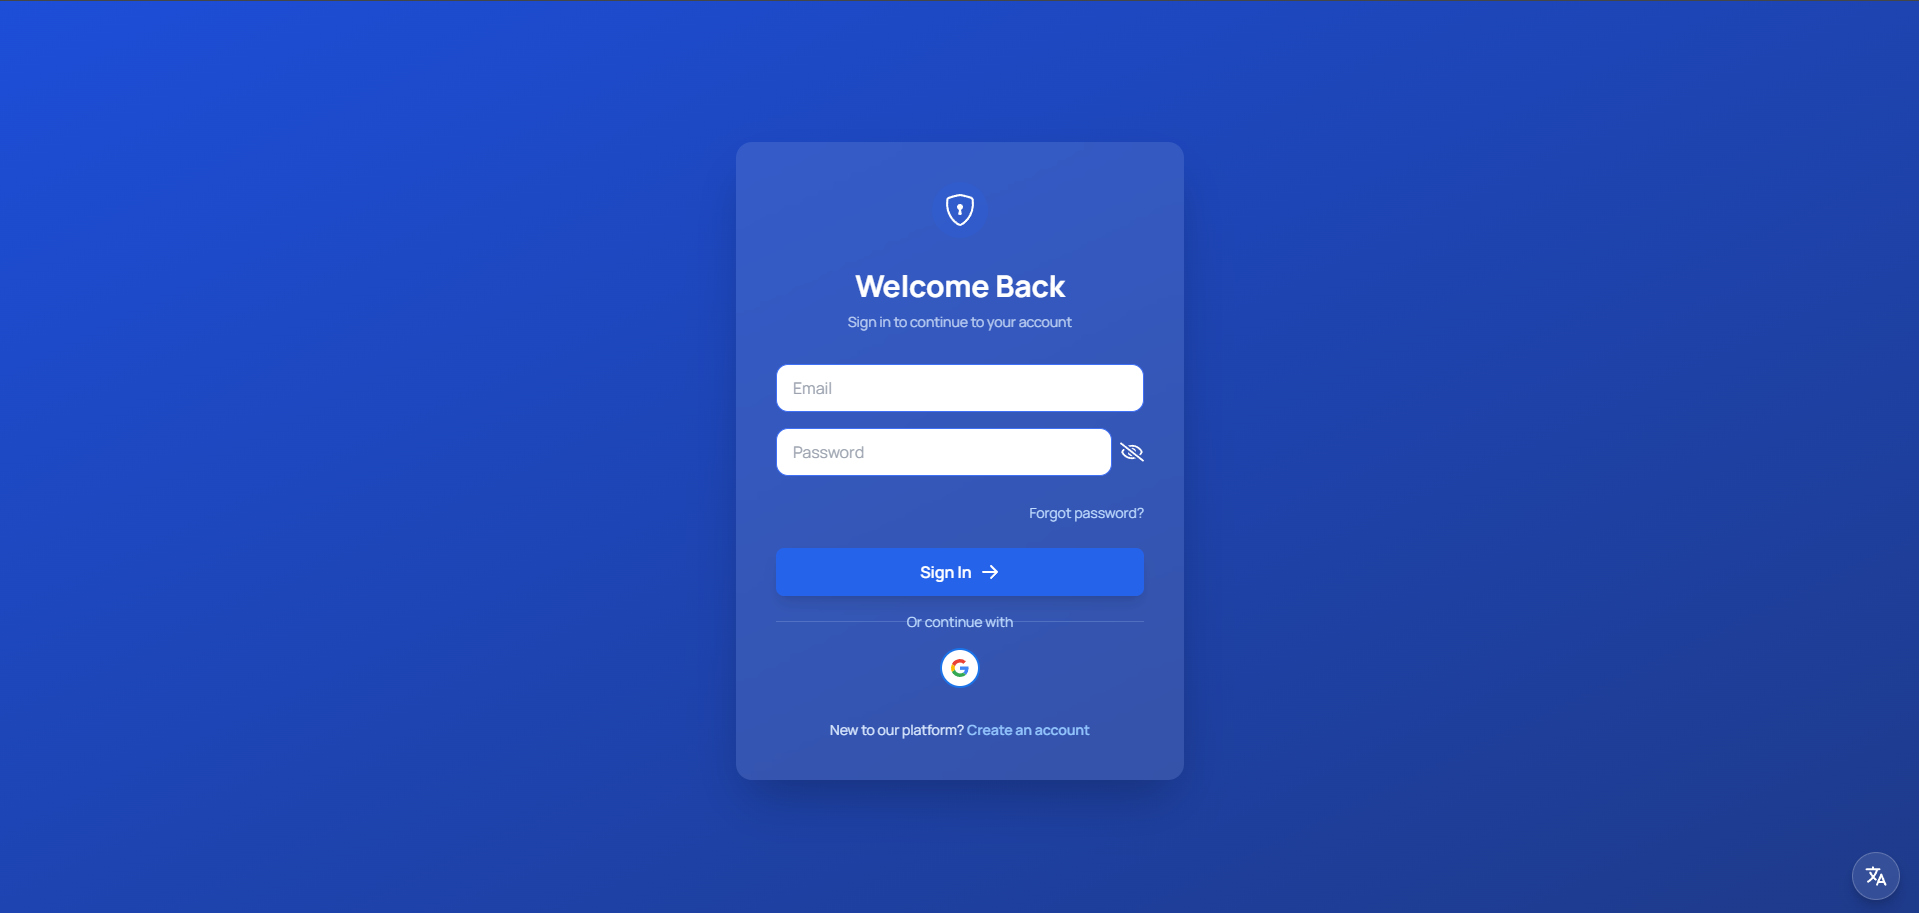 Welcome Back
Sign in to continue to your account
Email
Password
Forgot password?
Sign In
Or continue with
New to our platform? Create an account